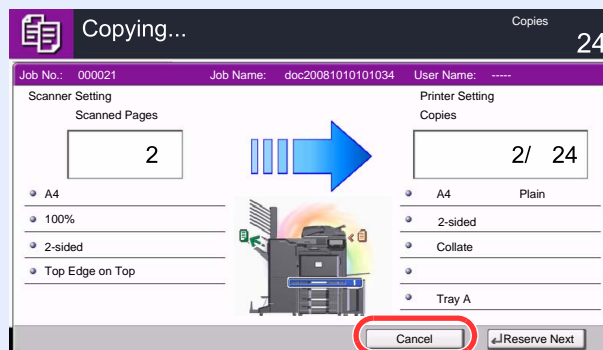 Copying...
Copies
24
Job No.: 000021 Job Name: doc20081010101034 User Name: -----
Scanner Setting
Scanned Pages
2
A4
100%
2-sided
Top Edge on Top
Printer Setting
Copies
2/ 24
A4 Plain
2-sided
Collate
Tray A
Cancel
Reserve Next